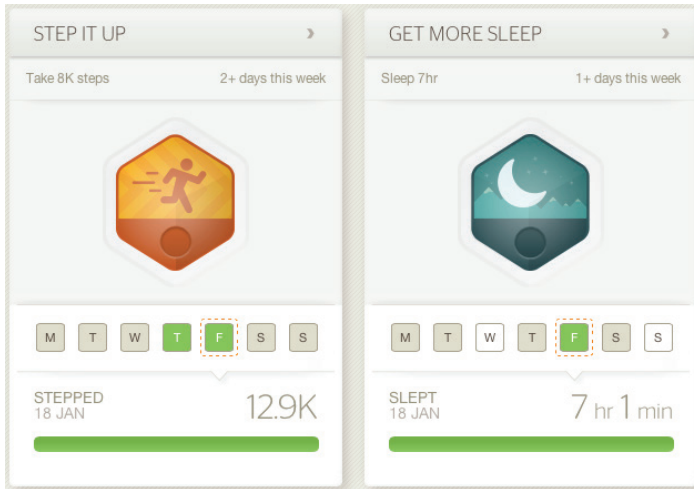 STEP IT UP ›
Take 8K steps 2+ days this week
M T W T F S S
STEPPED
18 JAN
12.9K
GET MORE SLEEP ›
Sleep 7hr 1+ days this week
M T W T F S S
SLEPT
18 JAN
7 hr 1 min